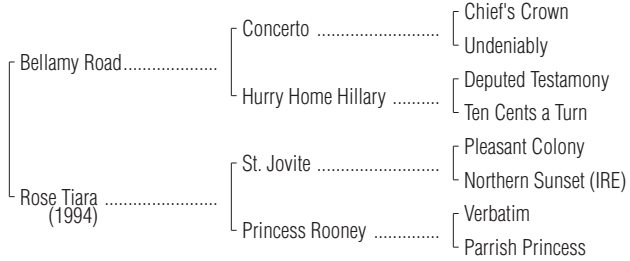 Chief's Crown
Concerto ......................
Undeniably
Bellamy Road.................
Deputed Testamony
Hurry Home Hillary ..........
Ten Cents a Turn
Pleasant Colony
St. Jovite ......................
Northern Sunset (IRE)
Rose Tiara ....................
(1994)
Verbatim
Princess Rooney ..............
Parrish Princess